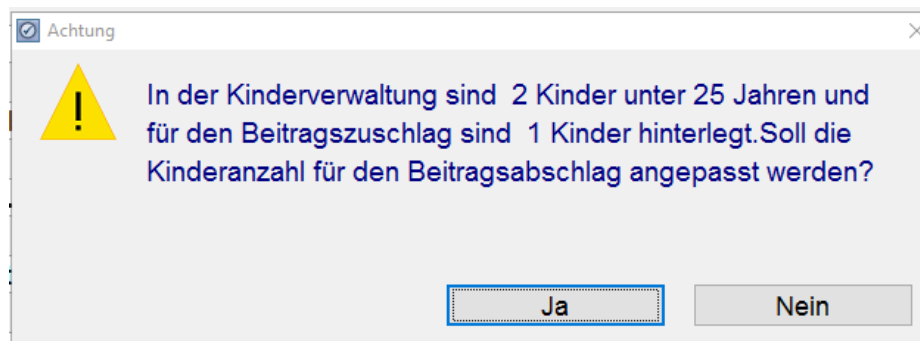 Achtung
In der Kinderverwaltung sind  2 Kinder unter 25 Jahren und
für den Beitragszuschlag sind  1 Kinder hinterlegt.Soll die
Kinderanzahl für den Beitragsabschlag angepasst werden?
Ja
Nein